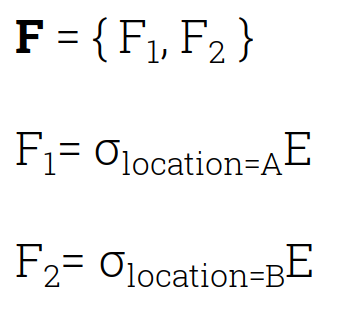 F = { F₁, F₂ }
F₁= σlocation=AE
F₂= σlocation=BE